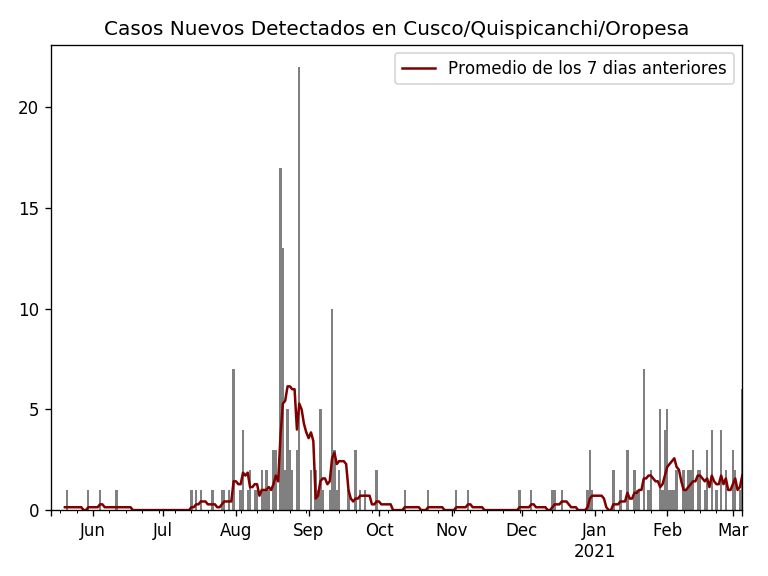 Casos Nuevos Detectados en Cusco/Quispicanchi/Oropesa
Promedio de los 7 dias anteriores
20
15
10
5
0
Jun Jul Aug Sep Oct Nov Dec Jan Feb Mar
2021